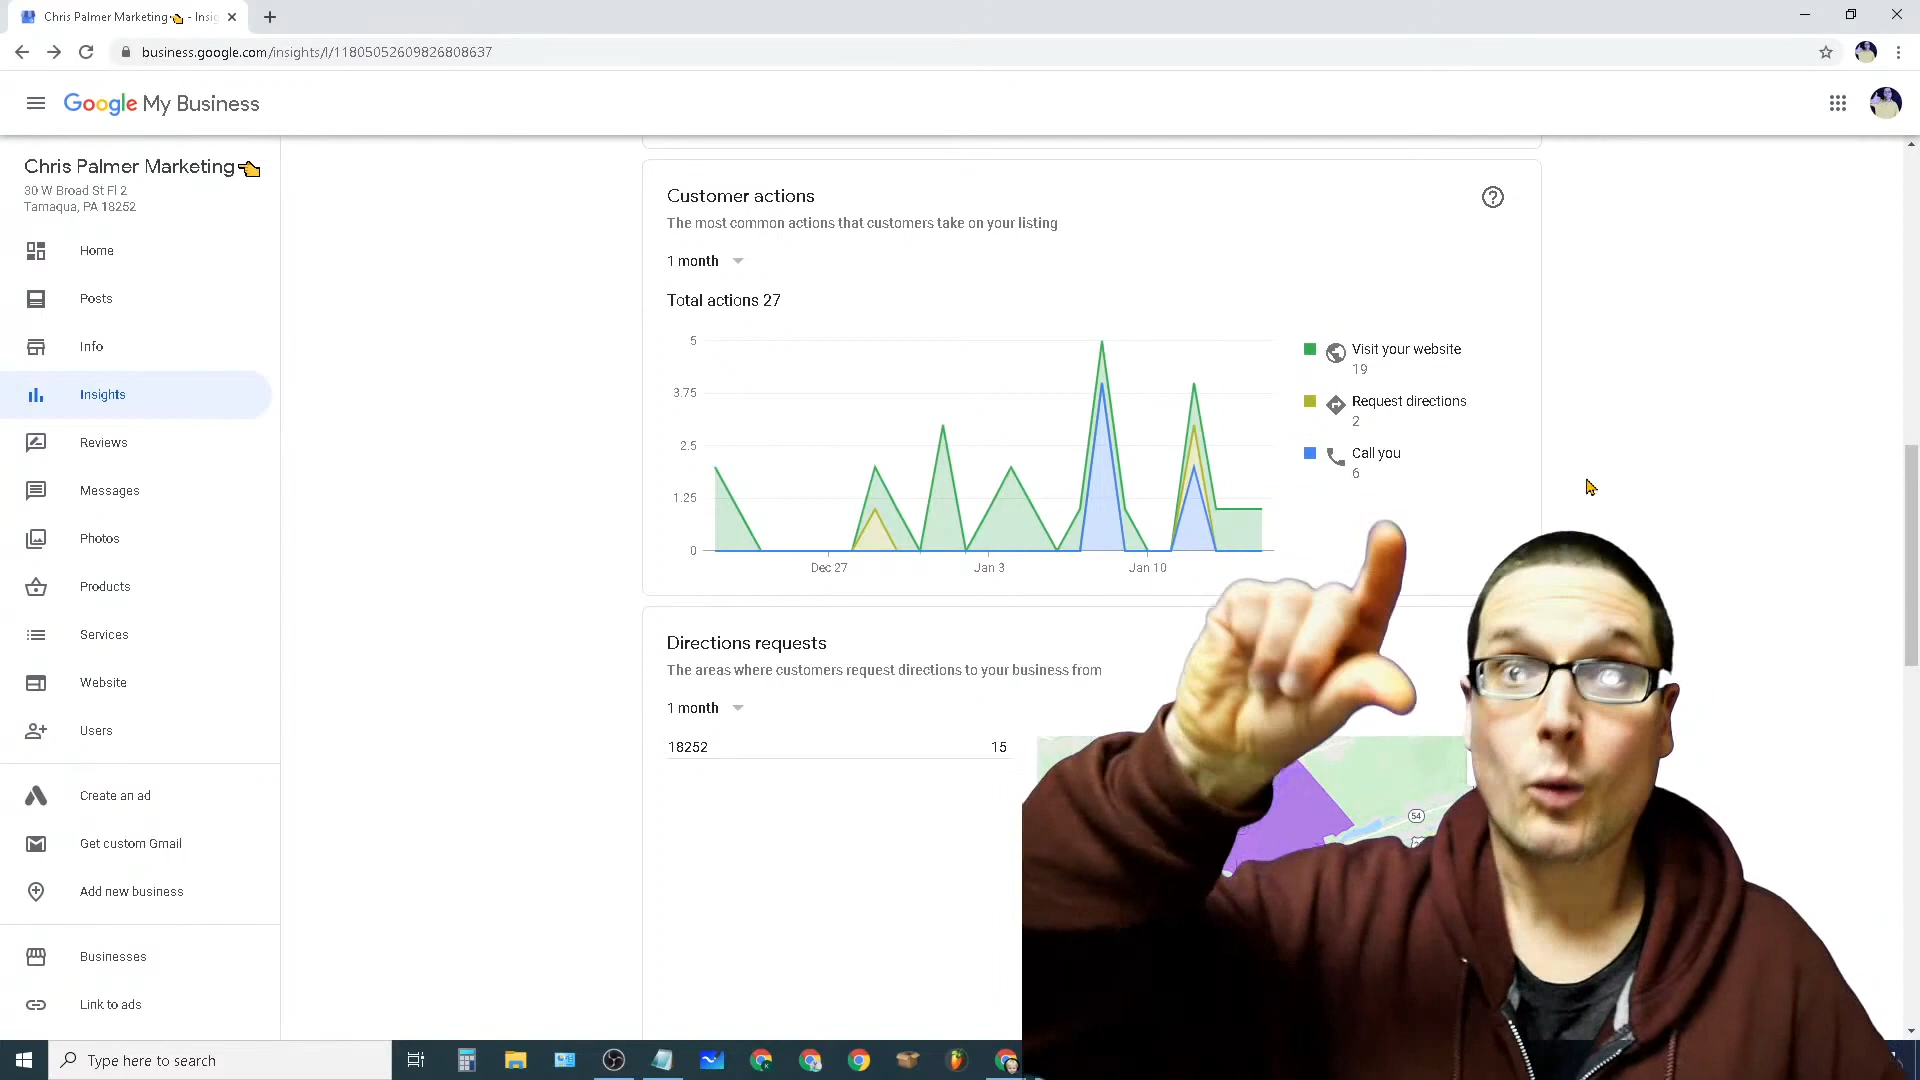 Chris Palmer Marketing - Insig
business.google.com/insights/l/11805052609826808637
Google My Business
Chris Palmer Marketing
30 W Broad St Fl 2
Tamaqua, PA 18252
Home
Posts
Info
Insights
Reviews
Messages
Photos
Products
Services
Website
Users
Create an ad
Get custom Gmail
Add new business
Businesses
Link to ads
Customer actions
The most common actions that customers take on your listing
1 month
Total actions 27
5
3.75
2.5
1.25
0
Dec 27
Jan 3
Jan 10
Visit your website
19
Request directions
2
Call you
6
Directions requests
The areas where customers request directions to your business from
1 month
18252 15
54
Type here to search